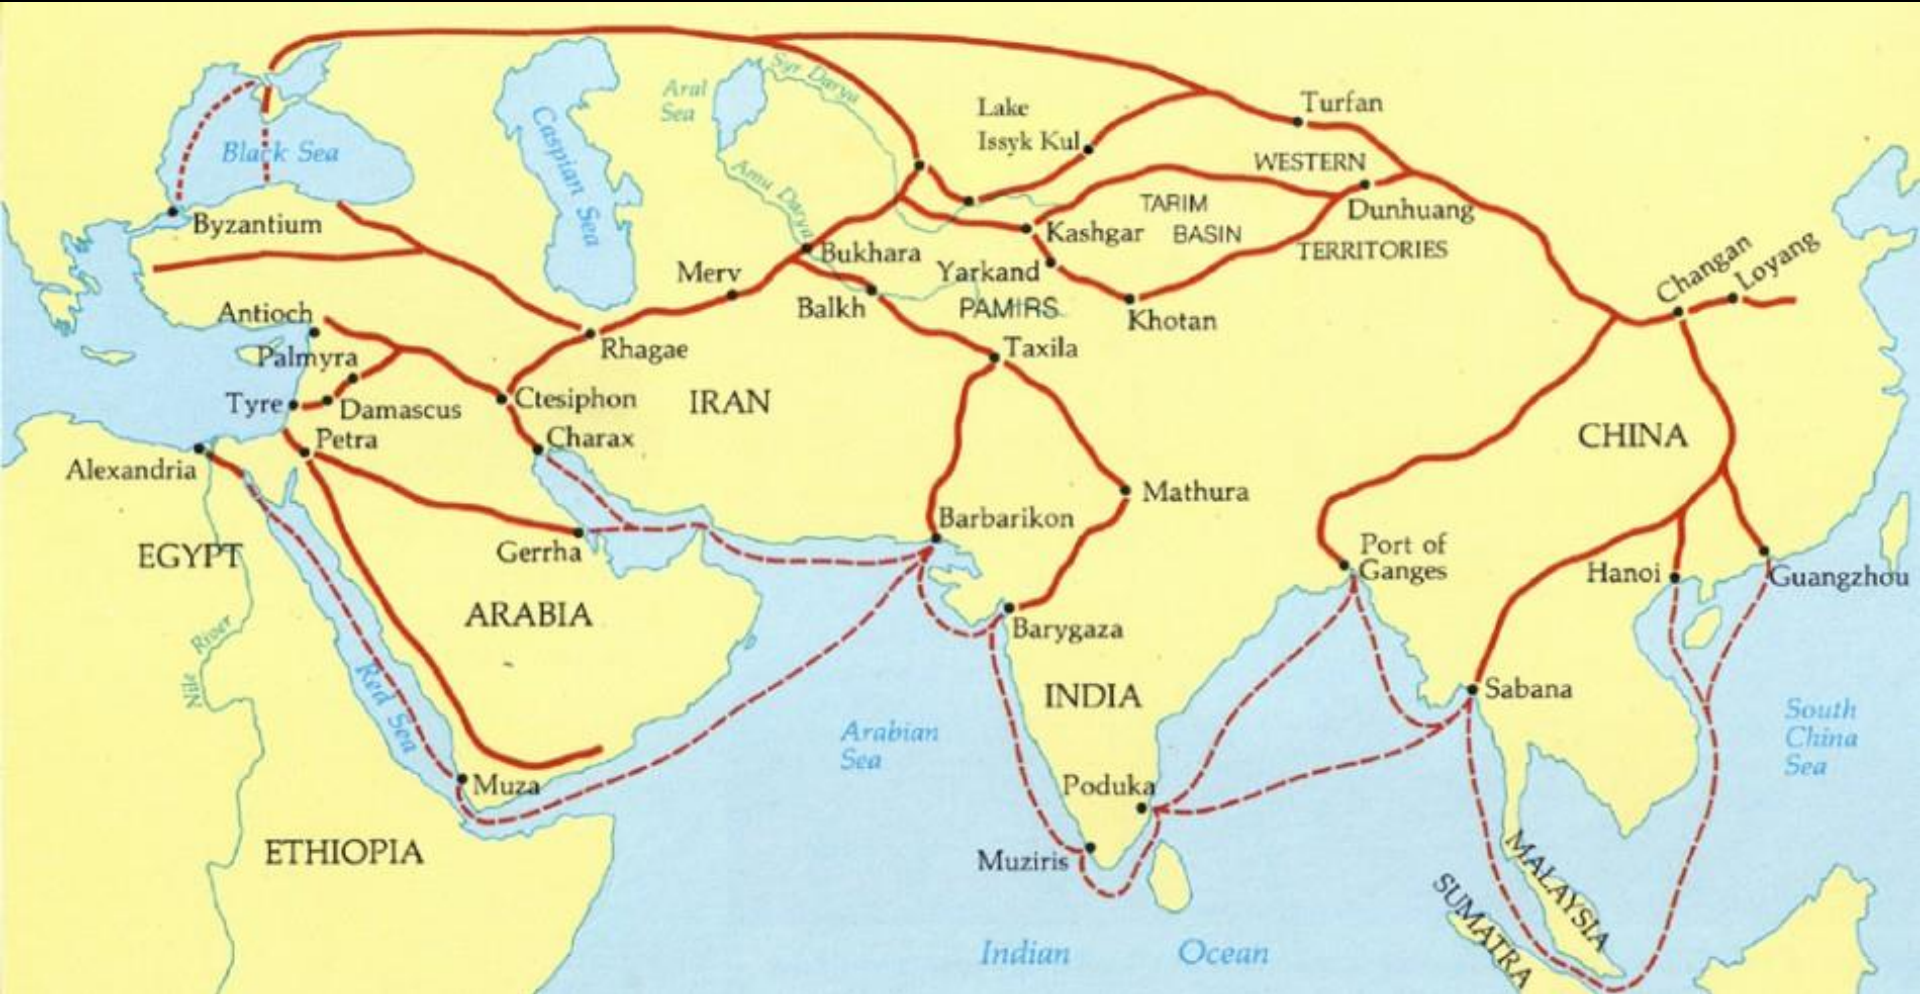 Syr Darya
Aral
Sea
Lake
Issyk Kul
Turfan
Caspian Sea
Black Sea
Amu Darya
WESTERN
TARIM
BASIN
Dunhuang
TERRITORIES
Byzantium
Kashgar
Bukhara
Yarkand
PAMIRS
Merv
Balkh
Khotan
Changan
Loyang
Antioch
Palmyra
Rhagae
Taxila
Tyre
Damascus
Ctesiphon
IRAN
Petra
Charax
CHINA
Alexandria
Mathura
Barbarikon
EGYPT
Gerrha
Port of
Ganges
Hanoi
Guangzhou
ARABIA
Barygaza
Nile River
Red Sea
INDIA
Sabana
Arabian
Sea
South
China
Sea
Muza
Poduka
ETHIOPIA
Muziris
MALAYSIA
SUMATRA
Indian Ocean